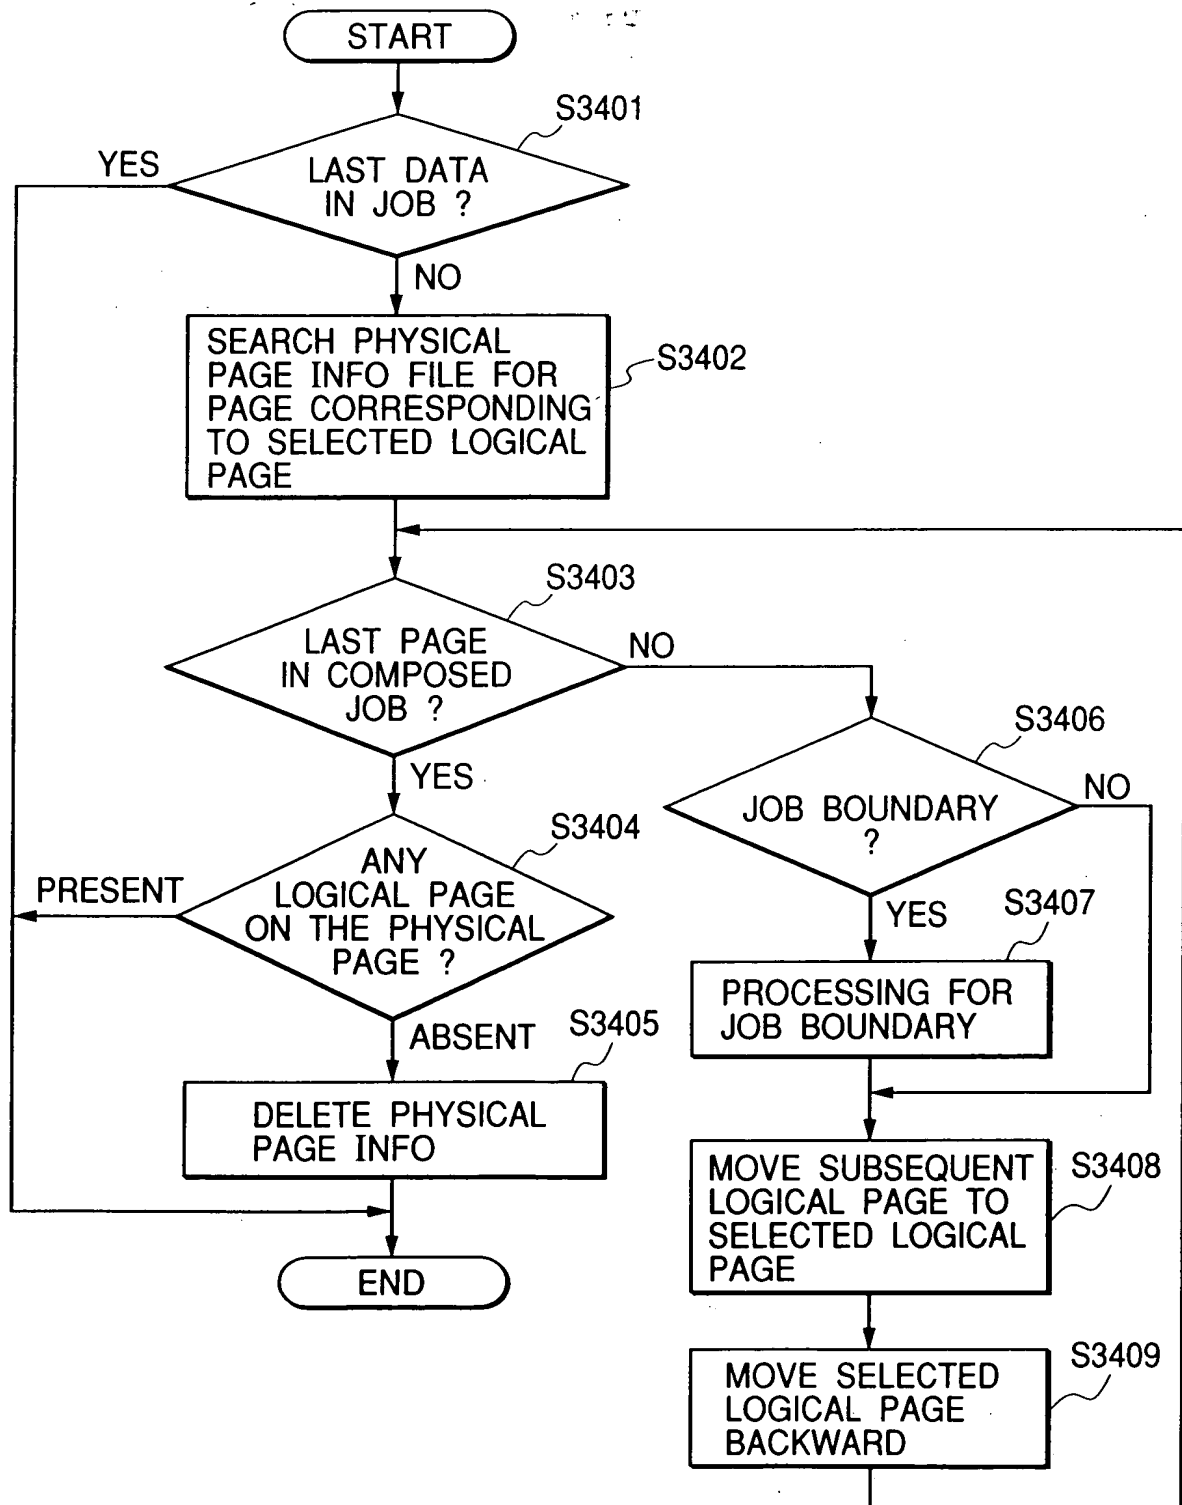 START
S3401
YES
LAST DATA
IN JOB ?
NO
SEARCH PHYSICAL
PAGE INFO FILE FOR
PAGE CORRESPONDING
TO SELECTED LOGICAL
PAGE
S3402
S3403
LAST PAGE
IN COMPOSED
JOB ?
NO
YES
S3406
JOB BOUNDARY
?
NO
YES
S3404
ANY
LOGICAL PAGE
ON THE PHYSICAL
PAGE ?
PRESENT
ABSENT
S3407
PROCESSING FOR
JOB BOUNDARY
S3405
DELETE PHYSICAL
PAGE INFO
END
MOVE SUBSEQUENT
LOGICAL PAGE TO
SELECTED LOGICAL
PAGE
S3408
MOVE SELECTED
LOGICAL PAGE
BACKWARD
S3409